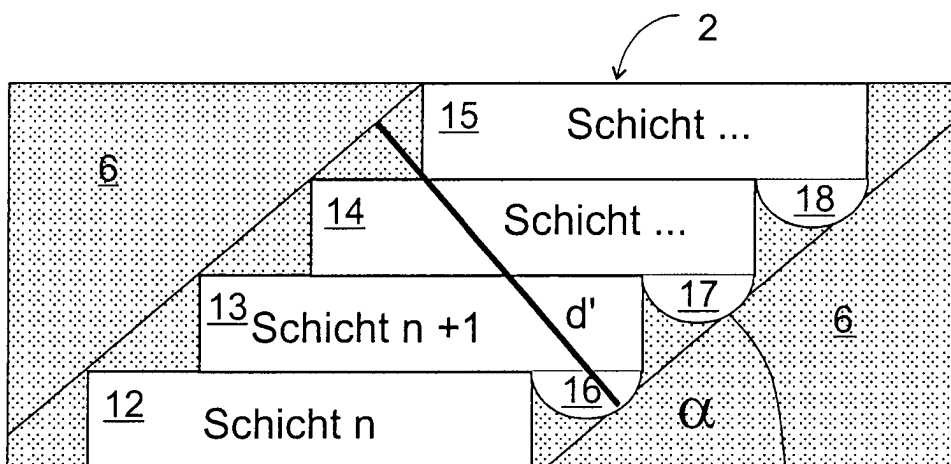 2
15 Schicht ...
6
18
14 Schicht ...
17
13 Schicht n +1 d'
6
16
12 Schicht n
α